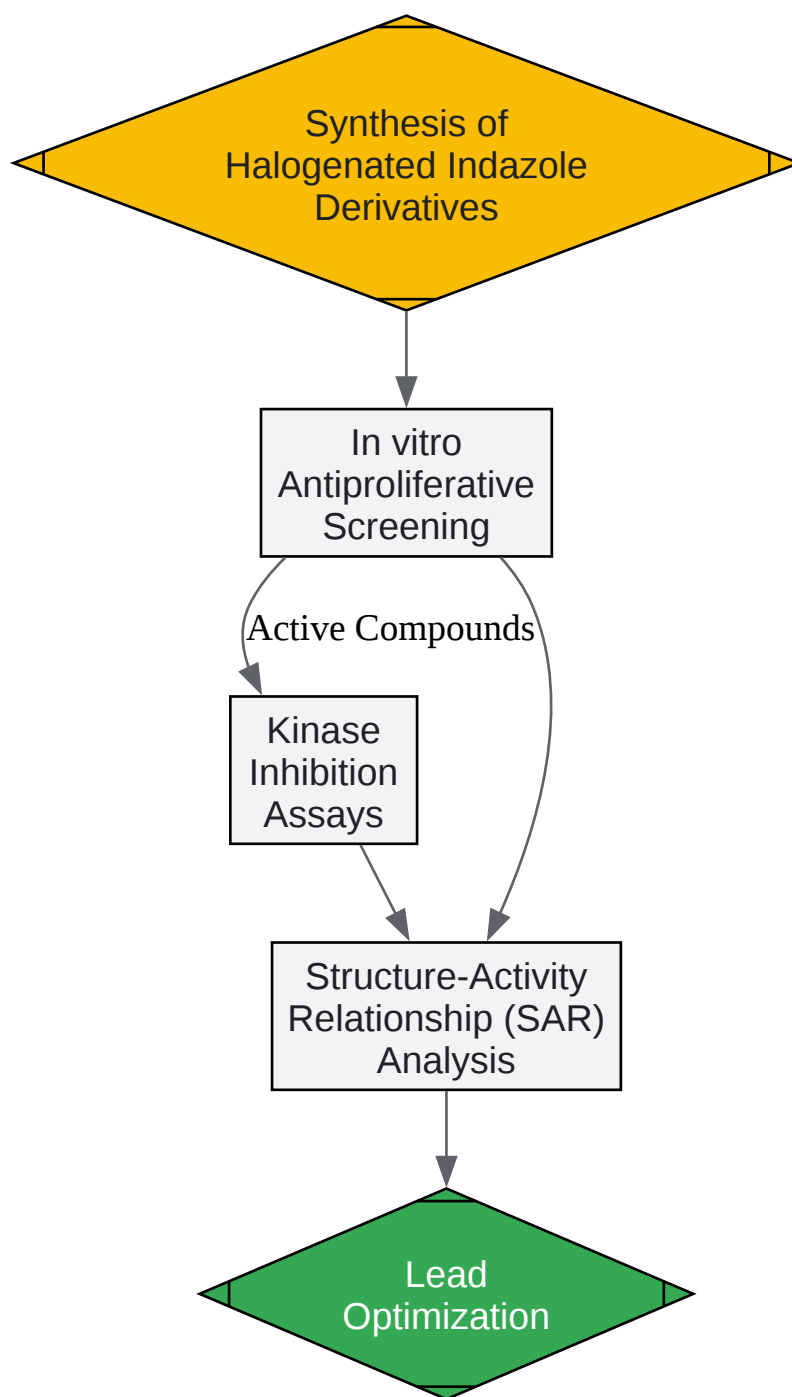 Synthesis of
Halogenated Indazole
Derivatives
In vitro
Antiproliferative
Screening
Active Compounds
Kinase
Inhibition
Assays
Structure-Activity
Relationship (SAR)
Analysis
Lead
Optimization